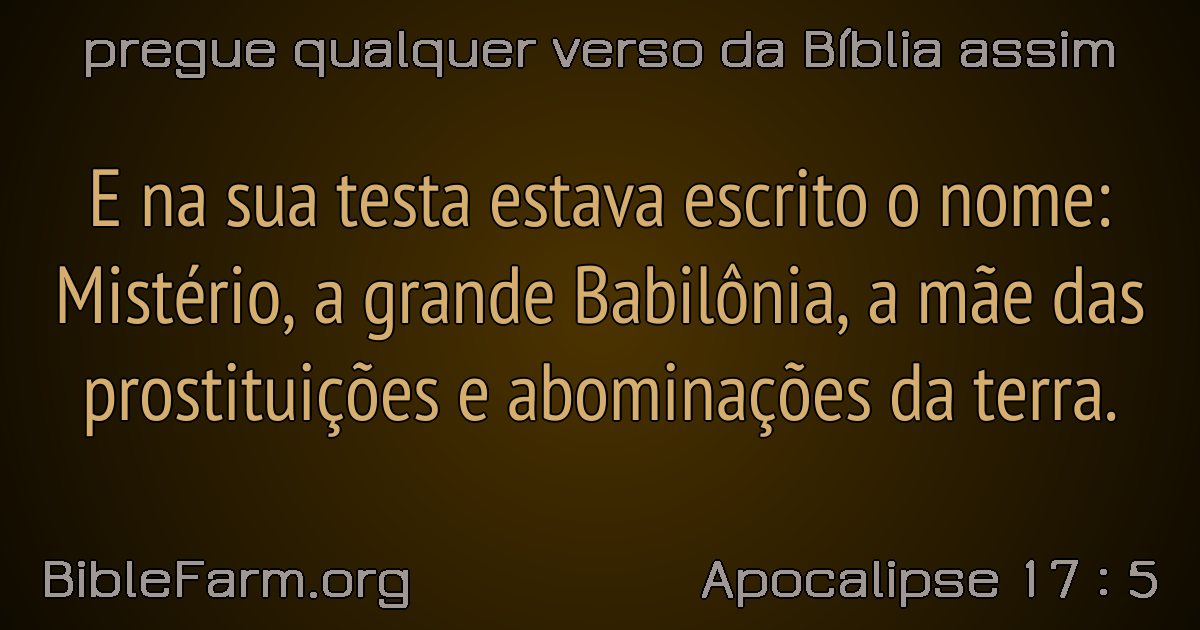 pregue qualquer verso da Bíblia assim
E na sua testa estava escrito o nome:
Mistério, a grande Babilônia, a mãe das
prostituições e abominações da terra.
BibleFarm.org
Apocalipse 17 : 5